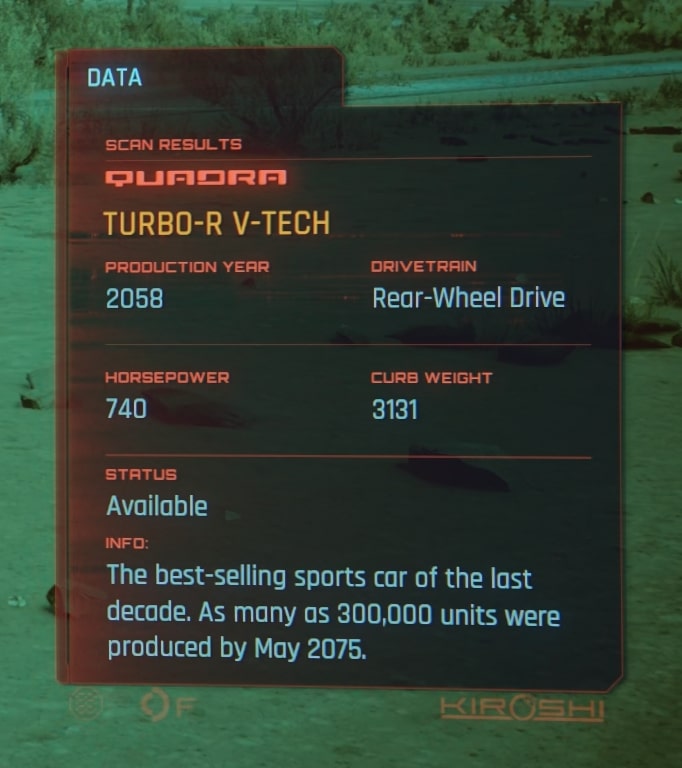 DATA
SCAN RESULTS
QUADRA
TURBO-R V-TECH
PRODUCTION YEAR DRIVETRAIN
2058 Rear-Wheel Drive
HORSEPOWER CURB WEIGHT
740 3131
STATUS
Available
INFO:
The best-selling sports car of the last
decade. As many as 300,000 units were
produced by May 2075.
F KIROSHI